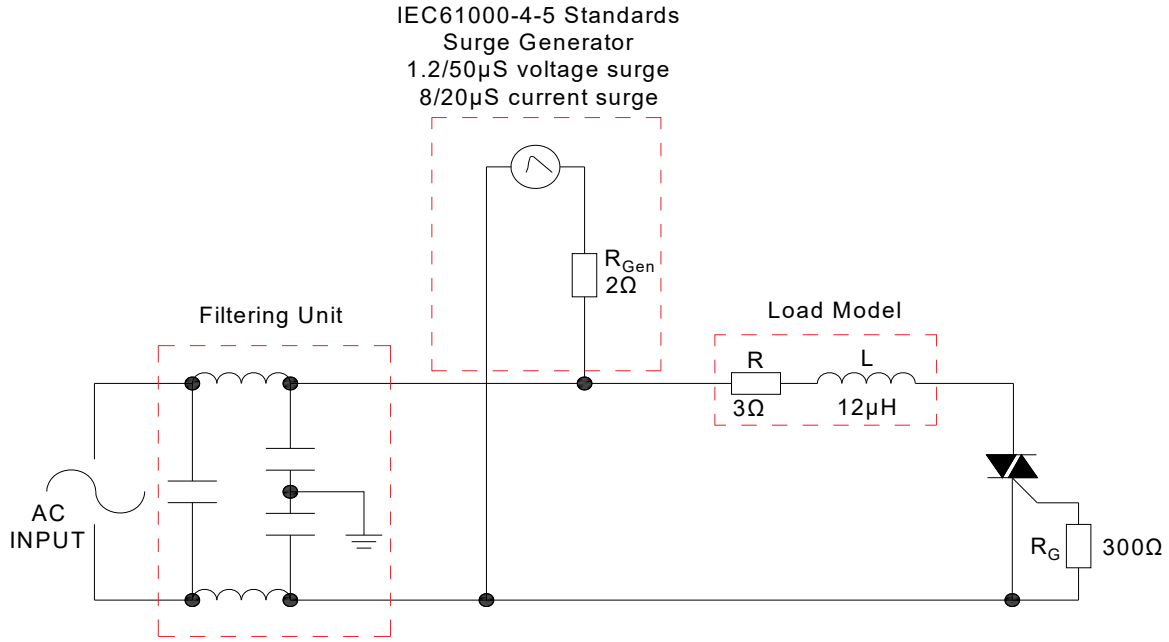 IEC61000-4-5 Standards
Surge Generator
1.2/50µS voltage surge
8/20µS current surge
R_Gen
2Ω
Filtering Unit
Load Model
R
L
3Ω
12µH
AC
INPUT
R_G
300Ω